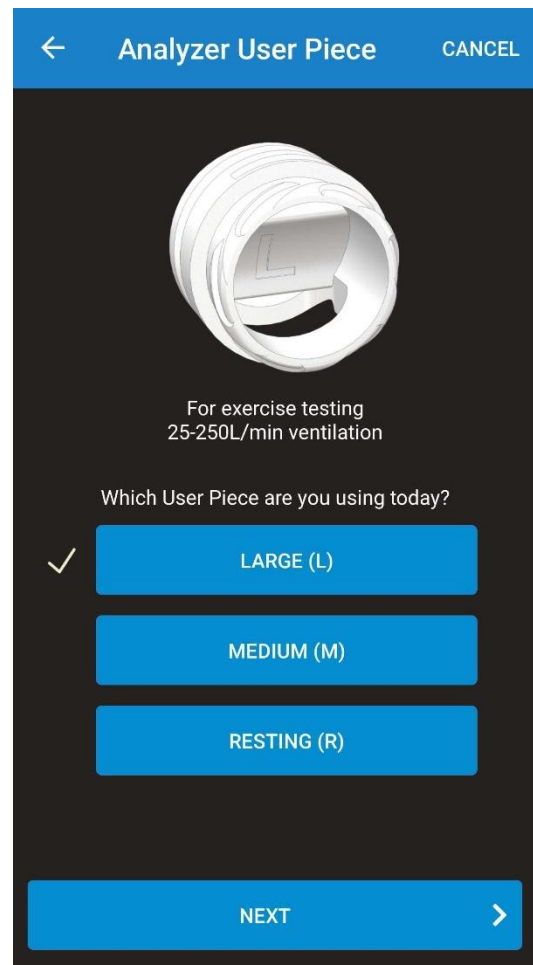 Analyzer User Piece
CANCEL
L
For exercise testing
25-250L/min ventilation
Which User Piece are you using today?
LARGE (L)
MEDIUM (M)
RESTING (R)
NEXT